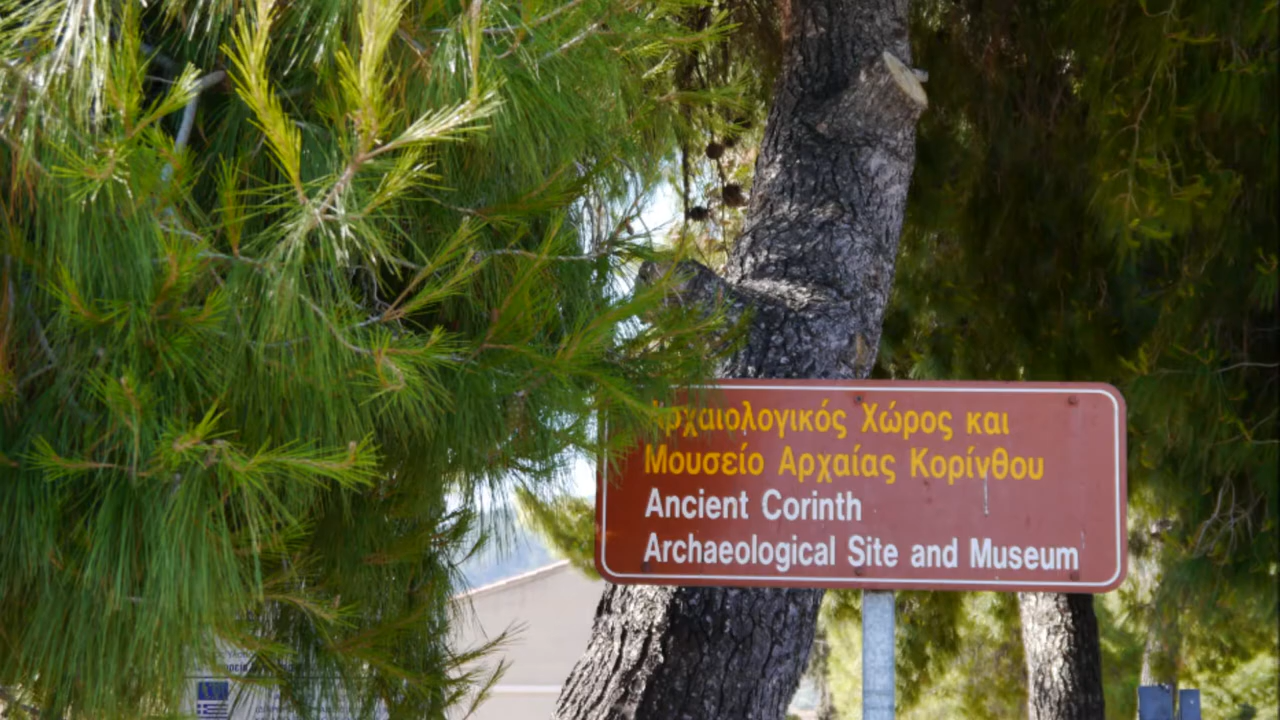 Αρχαιολογικός Χώρος και
Μουσείο Αρχαίας Κορίνθου
Ancient Corinth
Archaeological Site and Museum